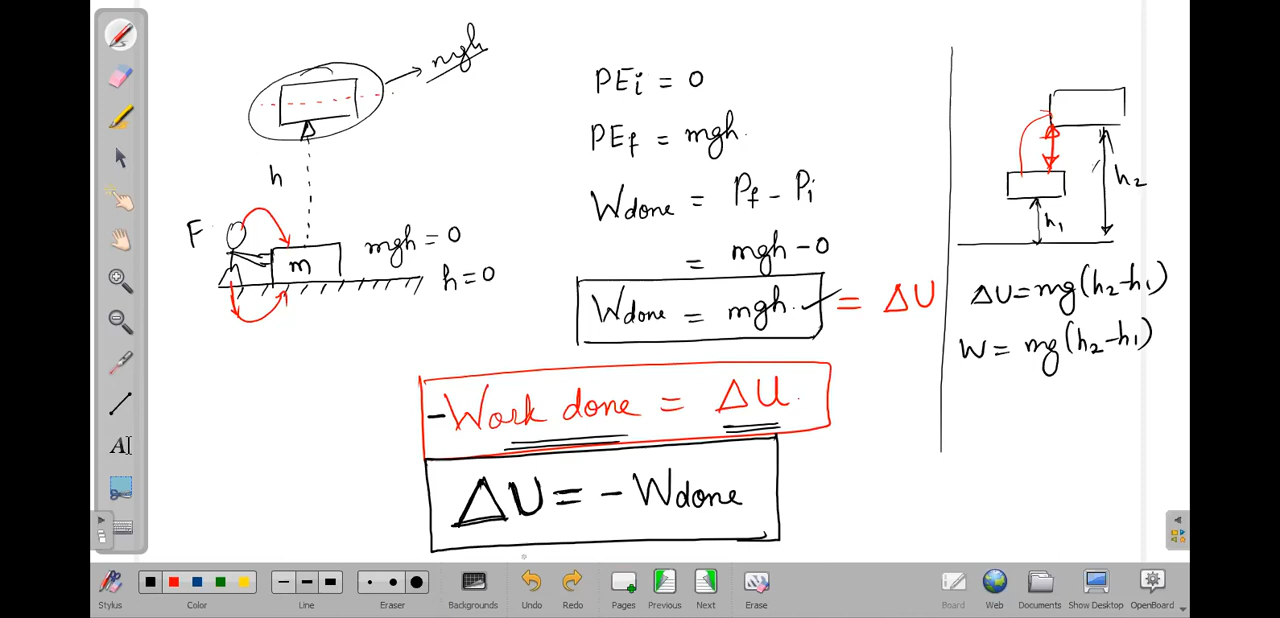 mgh
h
F
m
mgh = 0
h = 0
PEi = 0
PEf = mgh.
Wdone = Pf - Pi
= mgh - 0
Wdone = mgh. = ΔU
-Work done = ΔU.
ΔU = - Wdone
h1
h2
ΔU = mg(h2-h1)
W = mg(h2-h1)
A
Stylus
Color
Line
Eraser
Backgrounds
Undo
Redo
Pages
Previous
Next
Erase
Board
Web
Documents
Show Desktop
OpenBoard